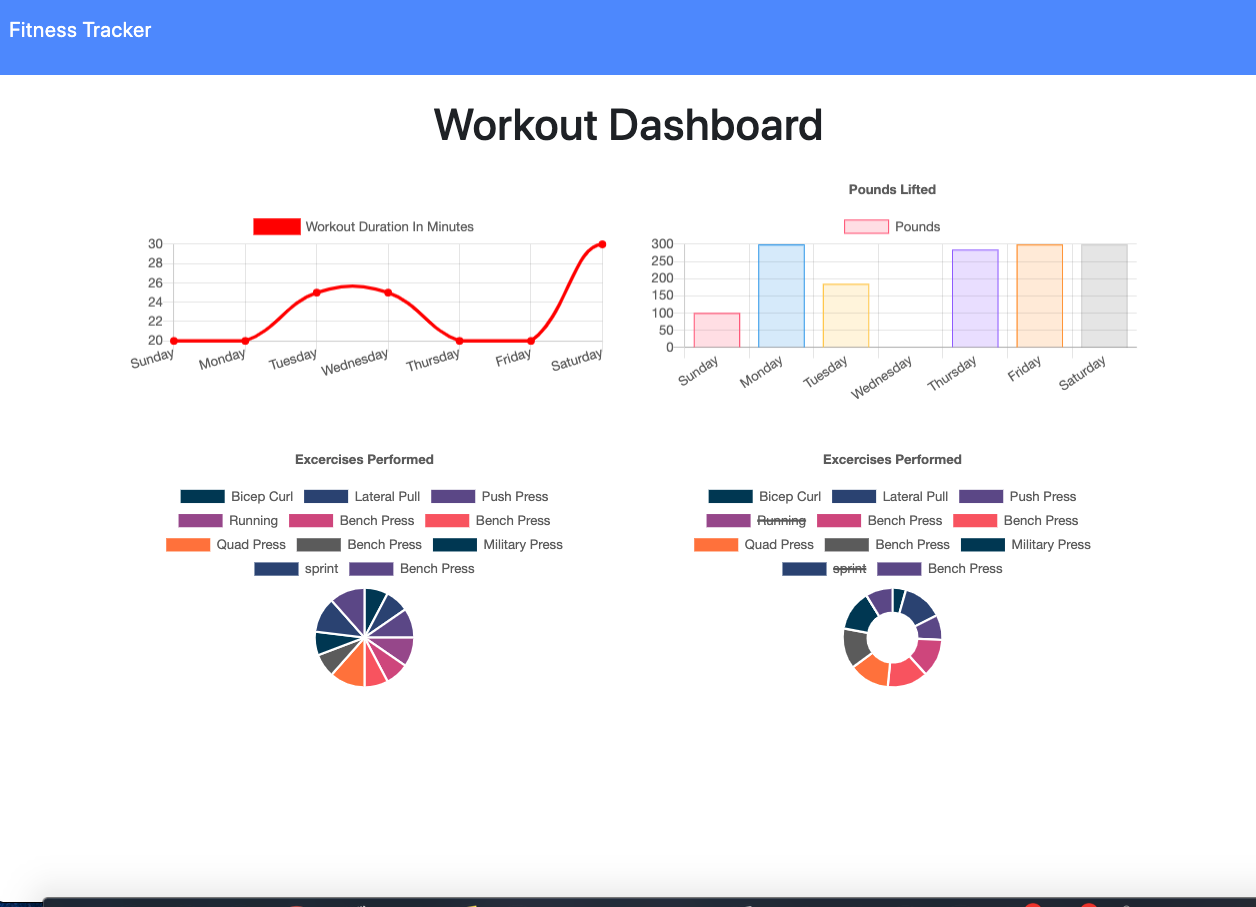 Fitness Tracker
Workout Dashboard
Workout Duration In Minutes
30
28
26
24
22
20
Sunday Monday Tuesday Wednesday Thursday Friday Saturday
Pounds Lifted
Pounds
300
250
200
150
100
50
0
Sunday Monday Tuesday Wednesday Thursday Friday Saturday
Excercises Performed
Bicep Curl Lateral Pull Push Press
Running Bench Press Bench Press
Quad Press Bench Press Military Press
sprint Bench Press
Excercises Performed
Bicep Curl Lateral Pull Push Press
Running Bench Press Bench Press
Quad Press Bench Press Military Press
sprint Bench Press